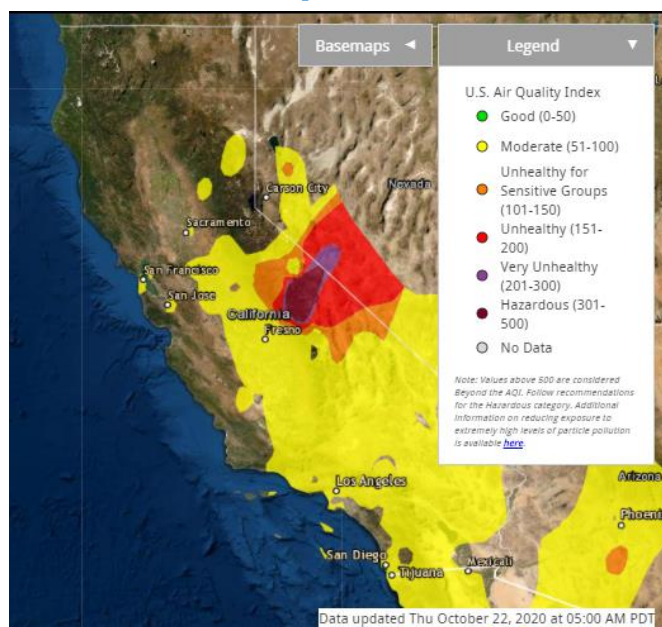 Basemaps
Legend
U.S. Air Quality Index
Good (0-50)
Moderate (51-100)
Unhealthy for
Sensitive Groups
(101-150)
Unhealthy (151-
200)
Very Unhealthy
(201-300)
Hazardous (301-
500)
No Data
Note: Values above 500 are considered
Beyond the AQI. Follow recommendations
for the Hazardous category. Additional
information on reducing exposure to
extremely high levels of particle pollution
is available here.
Nevada
Carson City
Sacramento
San Francisco
San Jose
California
Fresno
Los Angeles
Arizona
Phoeni
San Diego
Tijuana
Mexicali
Data updated Thu October 22, 2020 at 05:00 AM PDT